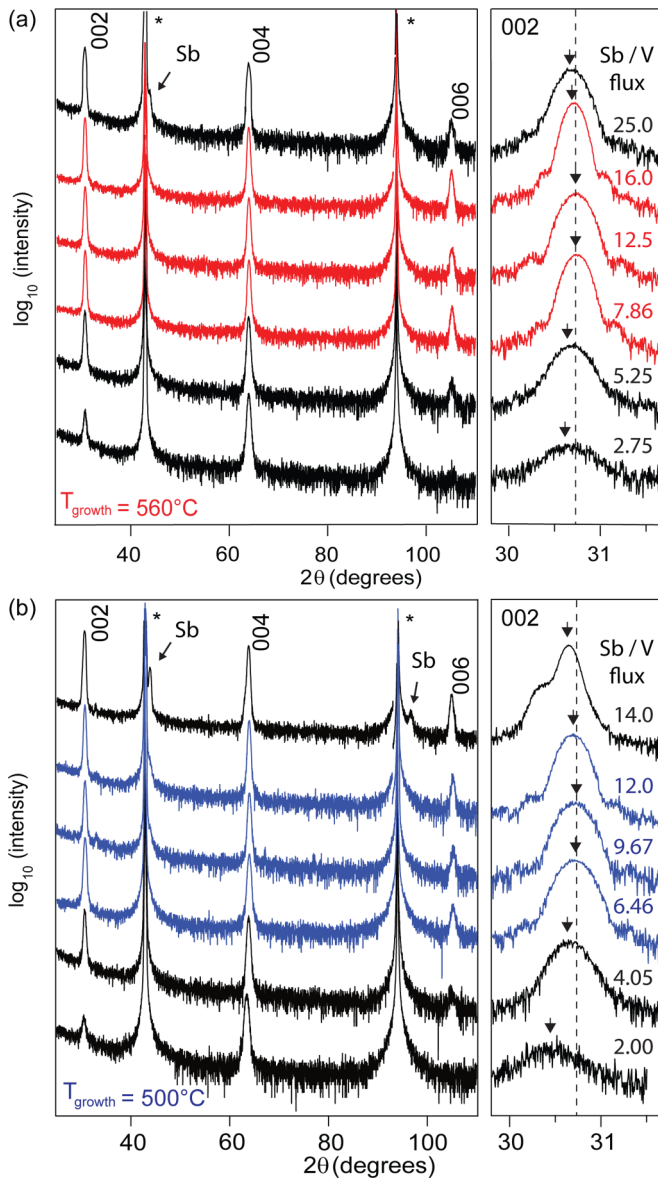 (a)
002
*
Sb
004
*
006
log10 (intensity)
Tgrowth = 560°C
40 60 80 100
2θ (degrees)
002
Sb / V
flux
25.0
16.0
12.5
7.86
5.25
2.75
30 31
(b)
002
*
Sb
004
*
Sb
006
log10 (intensity)
Tgrowth = 500°C
40 60 80 100
2θ (degrees)
002
Sb / V
flux
14.0
12.0
9.67
6.46
4.05
2.00
30 31